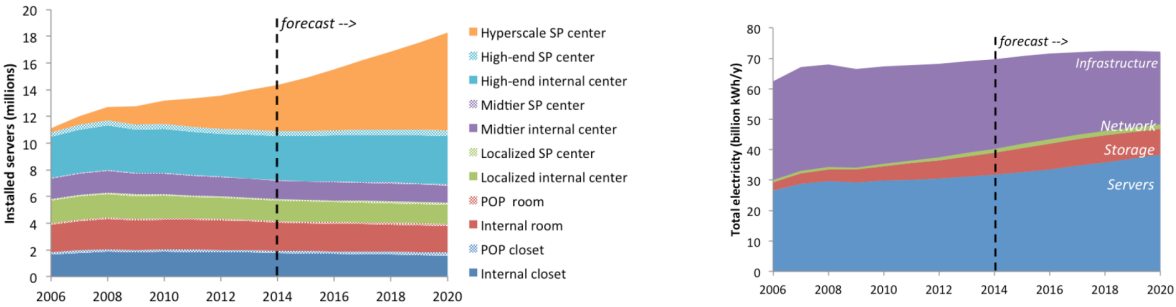 Installed servers (millions)
20
18
16
14
12
10
8
6
4
2
0
2006
2008
2010
2012
2014
2016
2018
2020
forecast -->
Hyperscale SP center
High-end SP center
High-end internal center
Midtier SP center
Midtier internal center
Localized SP center
Localized internal center
POP room
Internal room
POP closet
Internal closet
Total electricity (billion kWh/y)
80
70
60
50
40
30
20
10
0
2006
2008
2010
2012
2014
2016
2018
2020
forecast -->
Infrastructure
Network
Storage
Servers